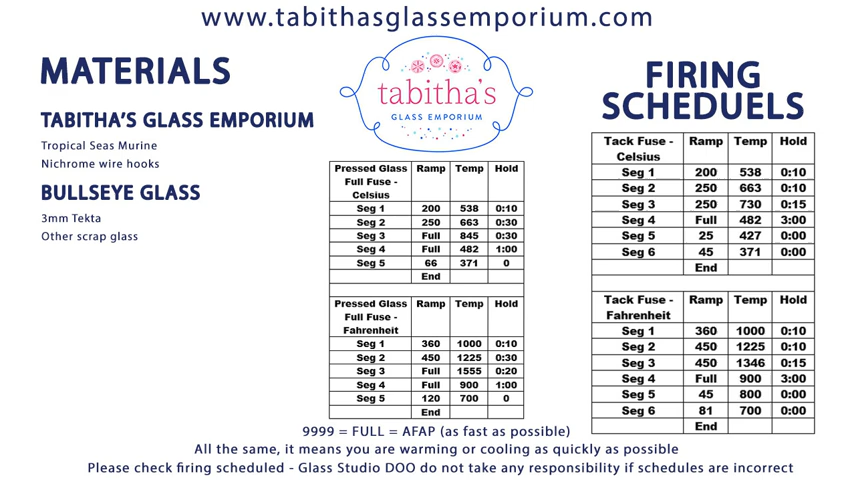 www.tabithasglassemporium.com
MATERIALS
TABITHA'S GLASS EMPORIUM
Tropical Seas Murine
Nichrome wire hooks
BULLSEYE GLASS
3mm Tekta
Other scrap glass
tabitha's
GLASS EMPORIUM
Pressed Glass Full Fuse - Celsius Ramp Temp Hold
Seg 1 200 538 0:10
Seg 2 250 663 0:30
Seg 3 Full 845 0:30
Seg 4 Full 482 1:00
Seg 5 66 371 0
End
Pressed Glass Full Fuse - Fahrenheit Ramp Temp Hold
Seg 1 360 1000 0:10
Seg 2 450 1225 0:30
Seg 3 Full 1555 0:20
Seg 4 Full 900 1:00
Seg 5 120 700 0
End
FIRING
SCHEDUELS
Tack Fuse - Celsius Ramp Temp Hold
Seg 1 200 538 0:10
Seg 2 250 663 0:10
Seg 3 250 730 0:15
Seg 4 Full 482 3:00
Seg 5 25 427 0:00
Seg 6 45 371 0:00
End
Tack Fuse - Fahrenheit Ramp Temp Hold
Seg 1 360 1000 0:10
Seg 2 450 1225 0:10
Seg 3 450 1346 0:15
Seg 4 Full 900 3:00
Seg 5 45 800 0:00
Seg 6 81 700 0:00
End
9999 = FULL = AFAP (as fast as possible)
All the same, it means you are warming or cooling as quickly as possible
Please check firing scheduled - Glass Studio DOO do not take any responsibility if schedules are incorrect